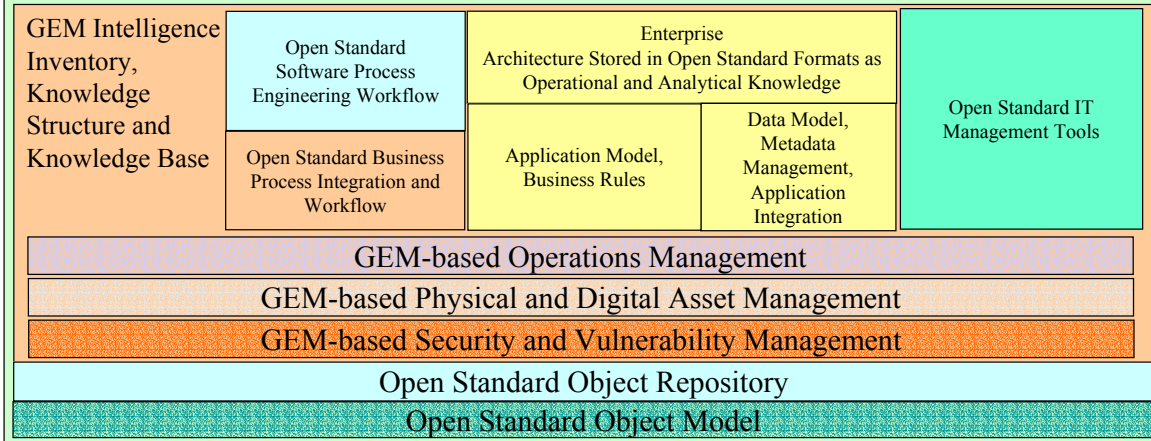 GEM Intelligence
Inventory,
Knowledge
Structure and
Knowledge Base
Open Standard
Software Process
Engineering Workflow
Open Standard Business
Process Integration and
Workflow
Enterprise
Architecture Stored in Open Standard Formats as
Operational and Analytical Knowledge
Application Model,
Business Rules
Data Model,
Metadata
Management,
Application
Integration
Open Standard IT
Management Tools
GEM-based Operations Management
GEM-based Physical and Digital Asset Management
GEM-based Security and Vulnerability Management
Open Standard Object Repository
Open Standard Object Model